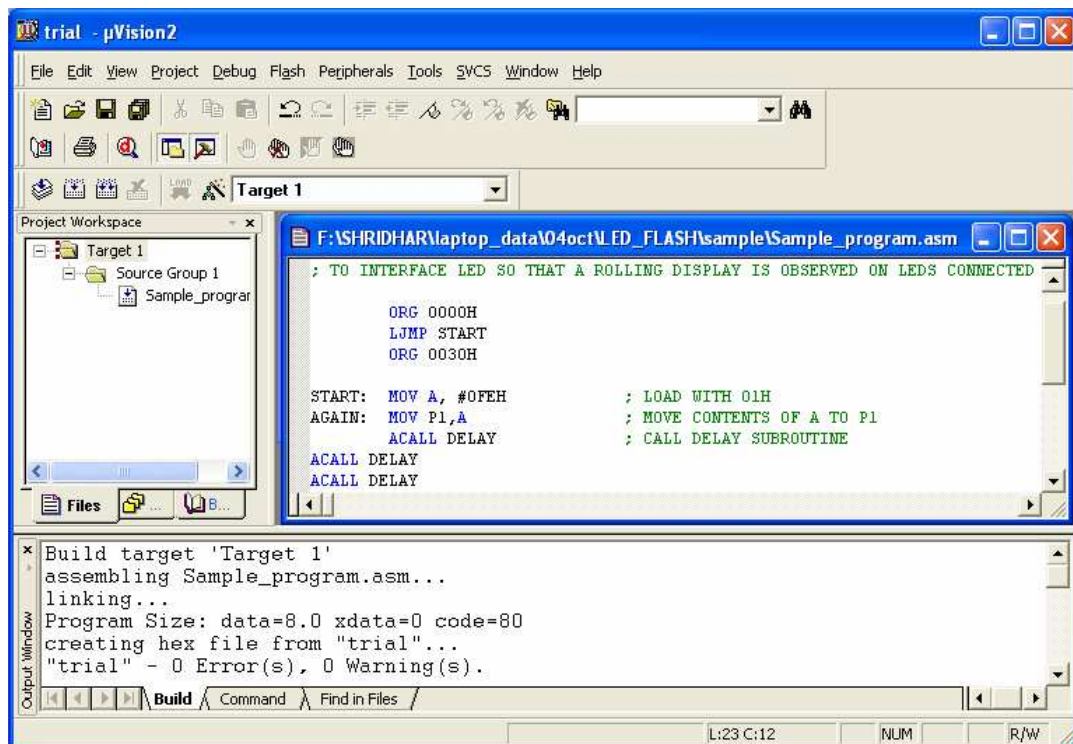 trial - µVision2
File Edit View Project Debug Flash Peripherals Tools SVCS Window Help
LOAD Target 1
Project Workspace
Target 1
Source Group 1
Sample_prograr
Files ... B...
F:\SHRIDHAR\laptop_data\04oct\LED_FLASH\sample\Sample_program.asm
; TO INTERFACE LED SO THAT A ROLLING DISPLAY IS OBSERVED ON LEDS CONNECTED
ORG 0000H
LJMP START
ORG 0030H
START: MOV A, #0FEH ; LOAD WITH 01H
AGAIN: MOV P1,A ; MOVE CONTENTS OF A TO P1
ACALL DELAY ; CALL DELAY SUBROUTINE
ACALL DELAY
ACALL DELAY
Output Window
Build target 'Target 1'
assembling Sample_program.asm...
linking...
Program Size: data=8.0 xdata=0 code=80
creating hex file from "trial"...
"trial" - 0 Error(s), 0 Warning(s).
Build Command Find in Files
L:23 C:12 NUM R/W